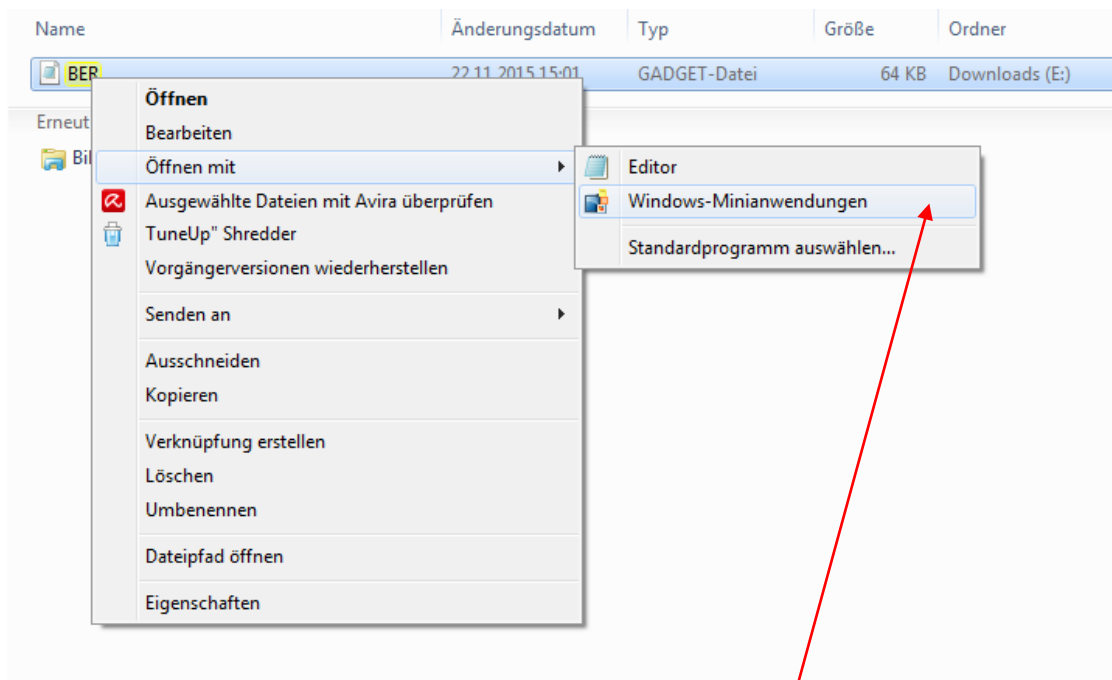 Name Änderungsdatum Typ Größe Ordner
BER 22.11.2015 15:01 GADGET-Datei 64 KB Downloads (E:)
Öffnen
Erneut
Bearbeiten
Bil
Öffnen mit
Editor
Ausgewählte Dateien mit Avira überprüfen
Windows-Minianwendungen
TuneUp" Shredder
Standardprogramm auswählen...
Vorgängerversionen wiederherstellen
Senden an
Ausschneiden
Kopieren
Verknüpfung erstellen
Löschen
Umbenennen
Dateipfad öffnen
Eigenschaften